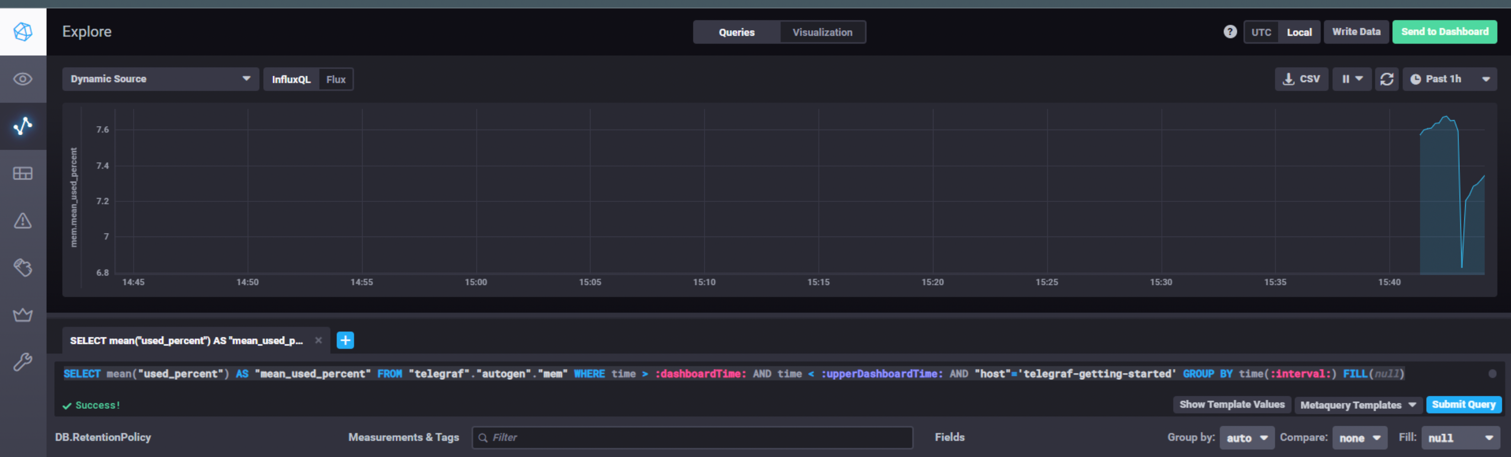 Explore
Queries
Visualization
?
UTC
Local
Write Data
Send to Dashboard
Dynamic Source
InfluxQL
Flux
CSV
Past 1h
mem.mean_used_percent
7.6
7.4
7.2
7
6.8
14:45
14:50
14:55
15:00
15:05
15:10
15:15
15:20
15:25
15:30
15:35
15:40
SELECT mean("used_percent") AS "mean_used_p...
SELECT mean("used_percent") AS "mean_used_percent" FROM "telegraf"."autogen"."mem" WHERE time > :dashboardTime: AND time < :upperDashboardTime: AND "host"='telegraf-getting-started' GROUP BY time(:interval:) FILL(null)
Success!
Show Template Values
Metaquery Templates
Submit Query
DB.RetentionPolicy
Measurements & Tags
Filter
Fields
Group by: auto
Compare: none
Fill: null